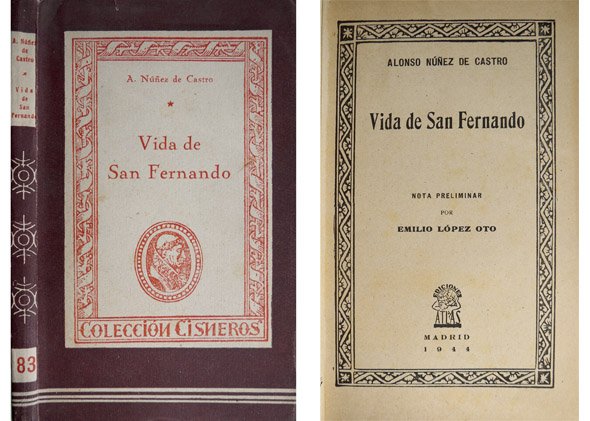 A. Núñez
de
Castro
Vida
de
San
Fernando
83
A. Núñez de Castro
Vida de
San Fernando
COLECCIÓN CISNEROS
ALONSO NÚÑEZ DE CASTRO
Vida de San Fernando
NOTA PRELIMINAR
POR
EMILIO LÓPEZ OTO
EDICIONES
ATLAS
MADRID
1944